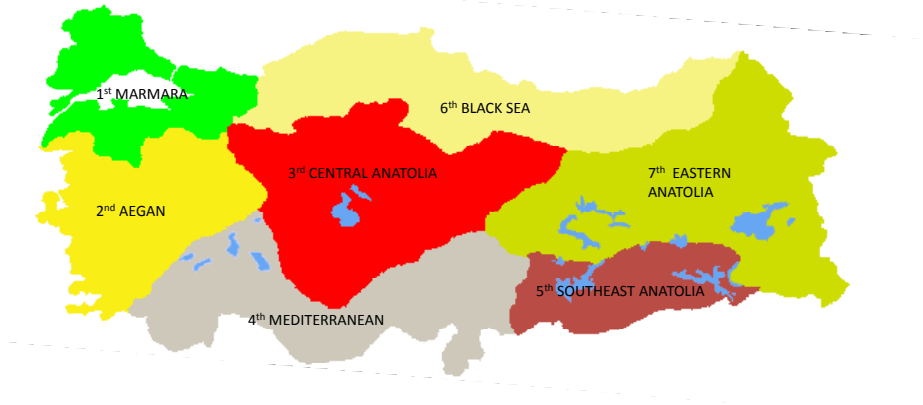 1st MARMARA
6th BLACK SEA
3rd CENTRAL ANATOLIA
7th EASTERN
ANATOLIA
2nd AEGAN
5th SOUTHEAST ANATOLIA
4th MEDITERRANEAN